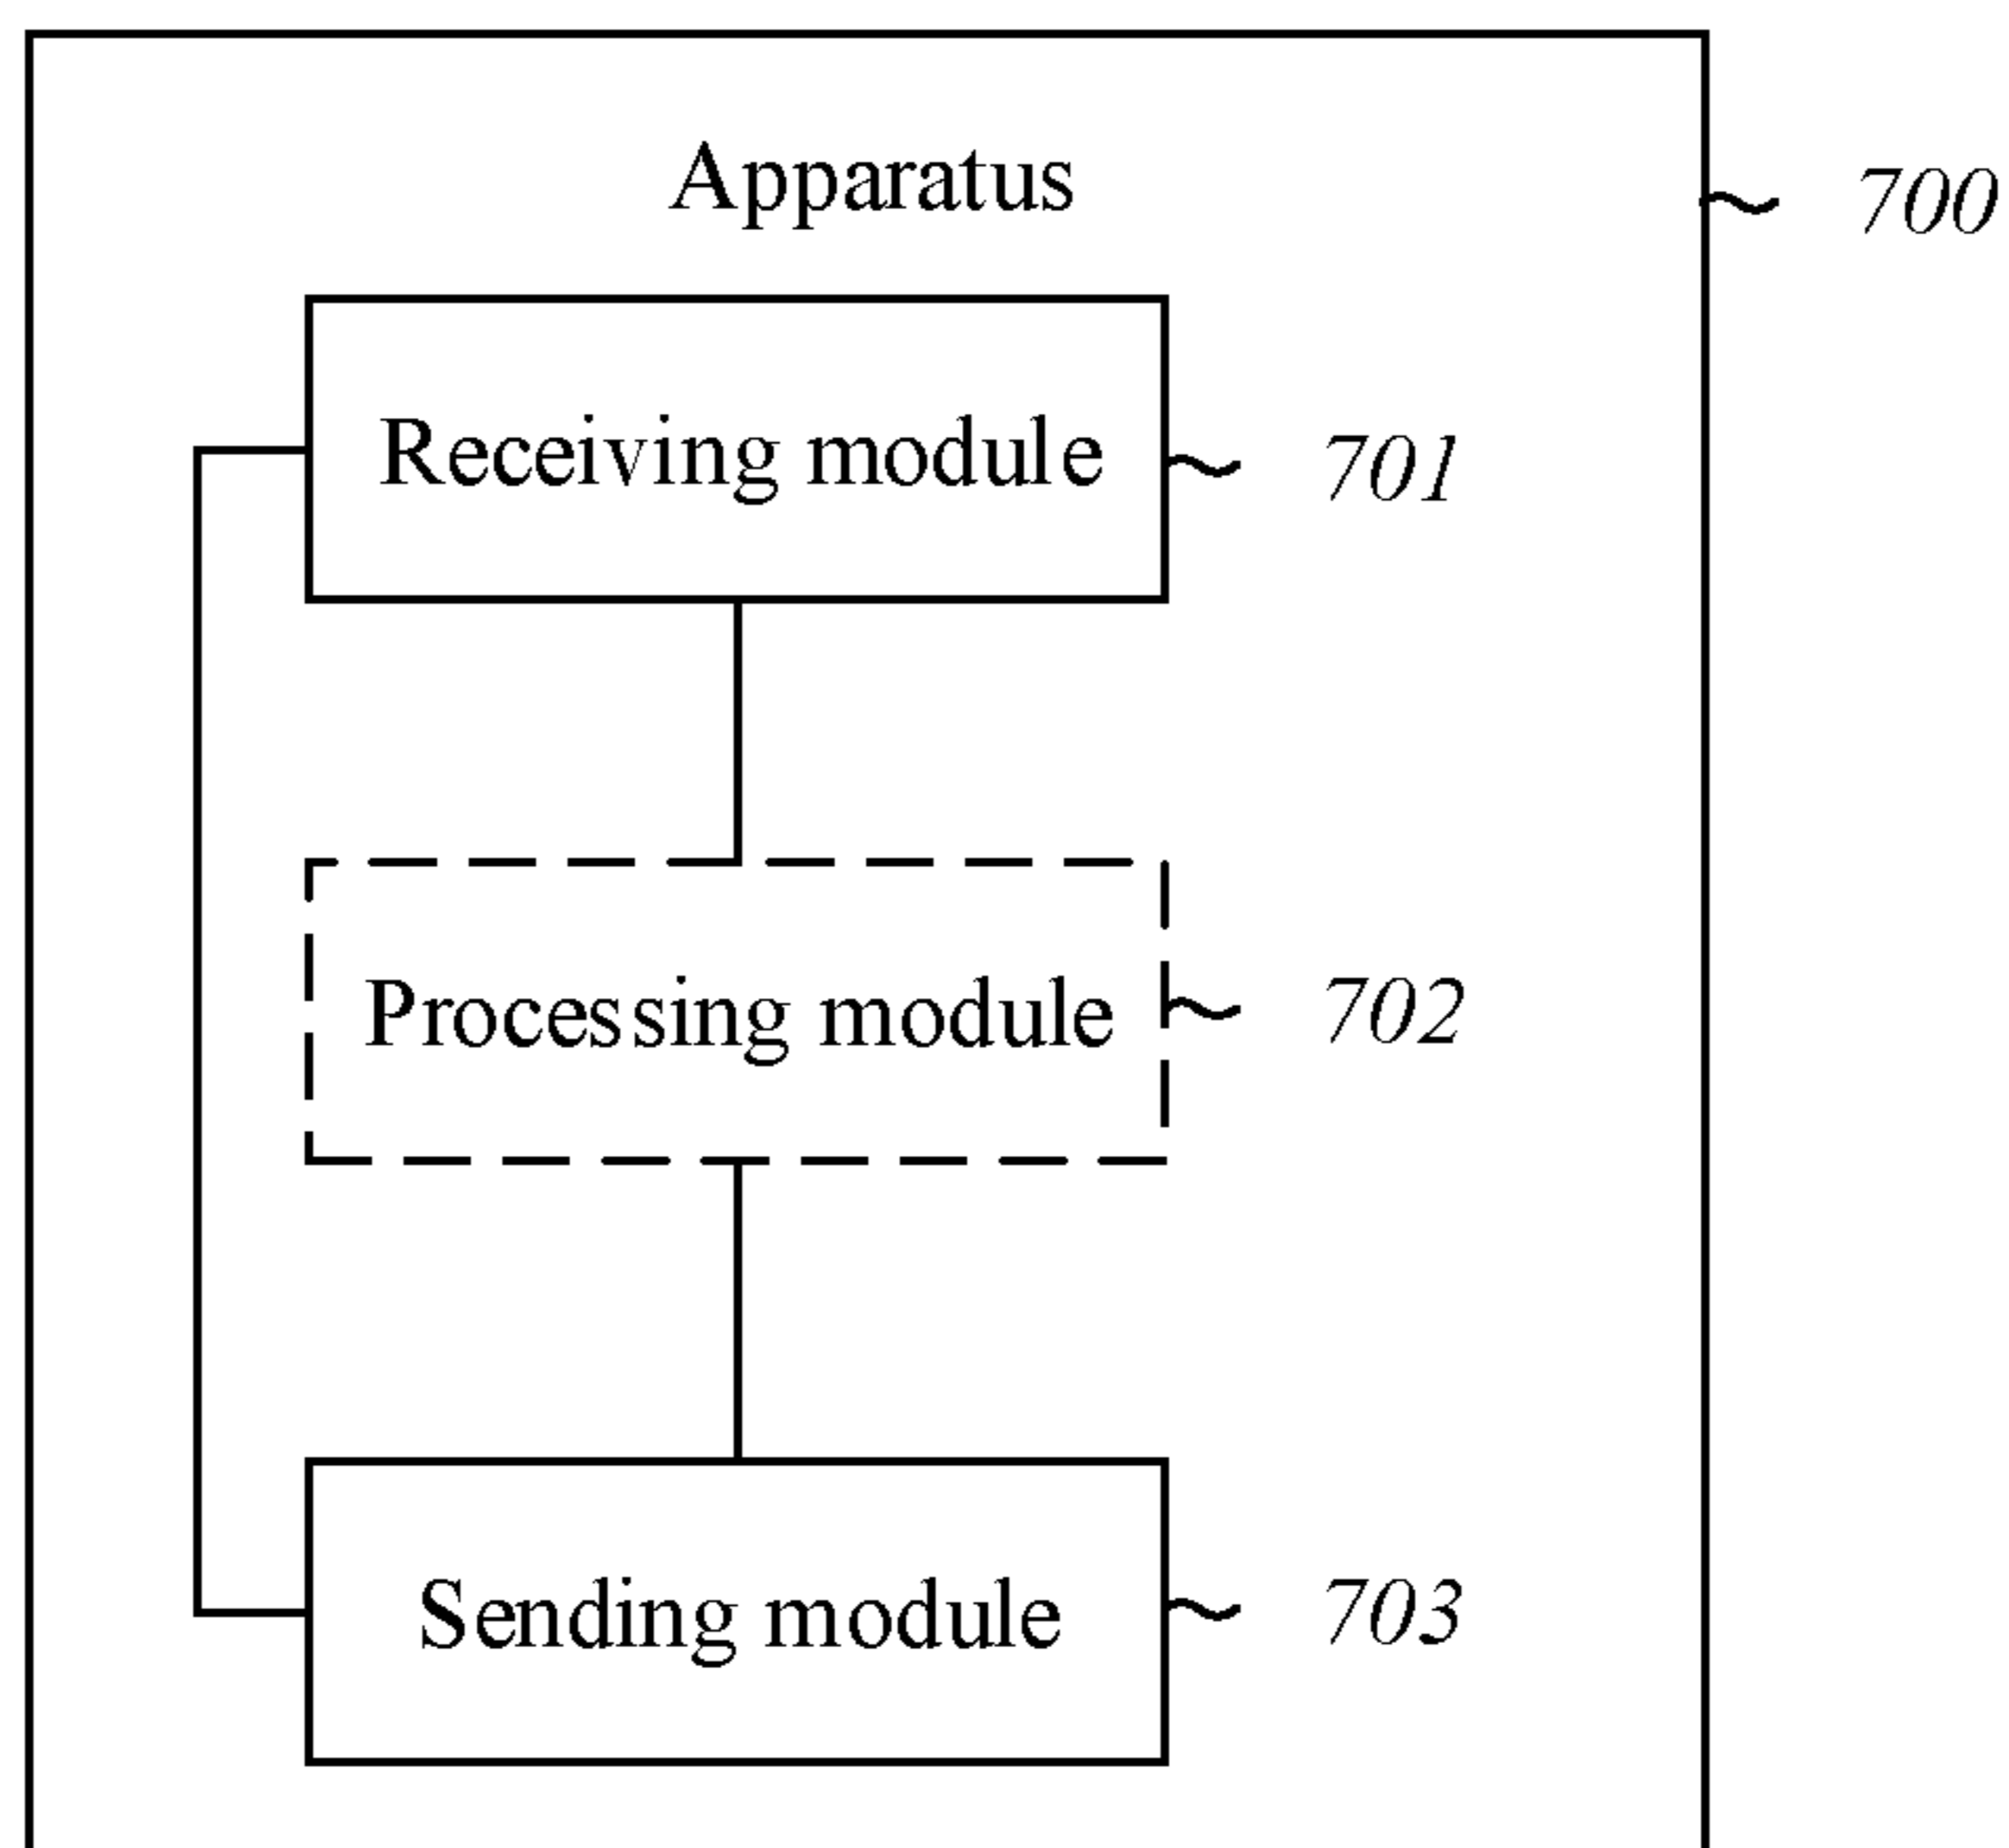 Apparatus
700
Receiving module
701
Processing module
702
Sending module
703